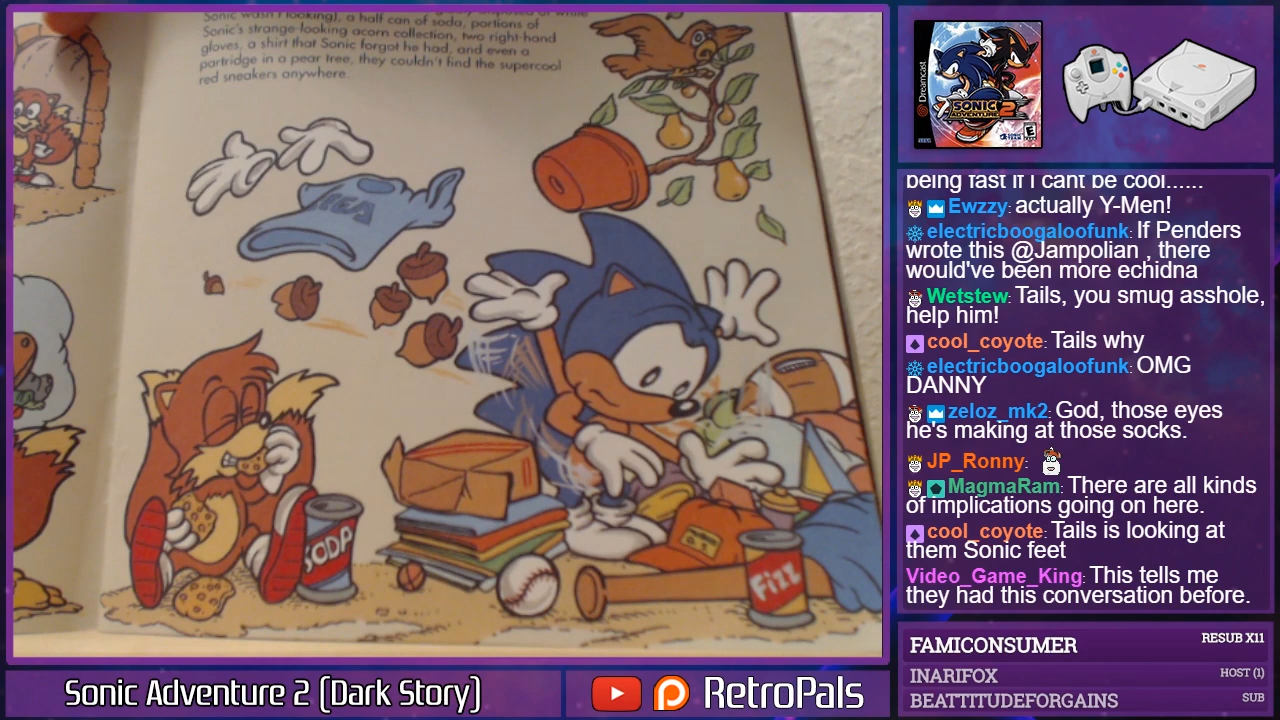 Sonic wasn't looking), a half can of soda, portions of
Sonic's strange-looking acorn collection, two right-hand
gloves, a shirt that Sonic forgot he had, and even a
partridge in a pear tree, they couldn't find the supercool
red sneakers anywhere.
SODA
Fizz
Dreamcast
SONIC
ADVENTURE 2
SEGA
being fast if i cant be cool......
Ewzzy: actually Y-Men!
electricboogaloofunk: If Penders
wrote this @Jampolian , there
would've been more echidna
Wetstew: Tails, you smug asshole,
help him!
cool_coyote: Tails why
electricboogaloofunk: OMG
DANNY
zeloz_mk2: God, those eyes
he's making at those socks.
JP_Ronny:
MagmaRam: There are all kinds
of implications going on here.
cool_coyote: Tails is looking at
them Sonic feet
Video_Game_King: This tells me
they had this conversation before.
FAMICONSUMER RESUB X11
INARIFOX HOST (1)
BEATTITUDEFORGAINS SUB
Sonic Adventure 2 (Dark Story)
RetroPals